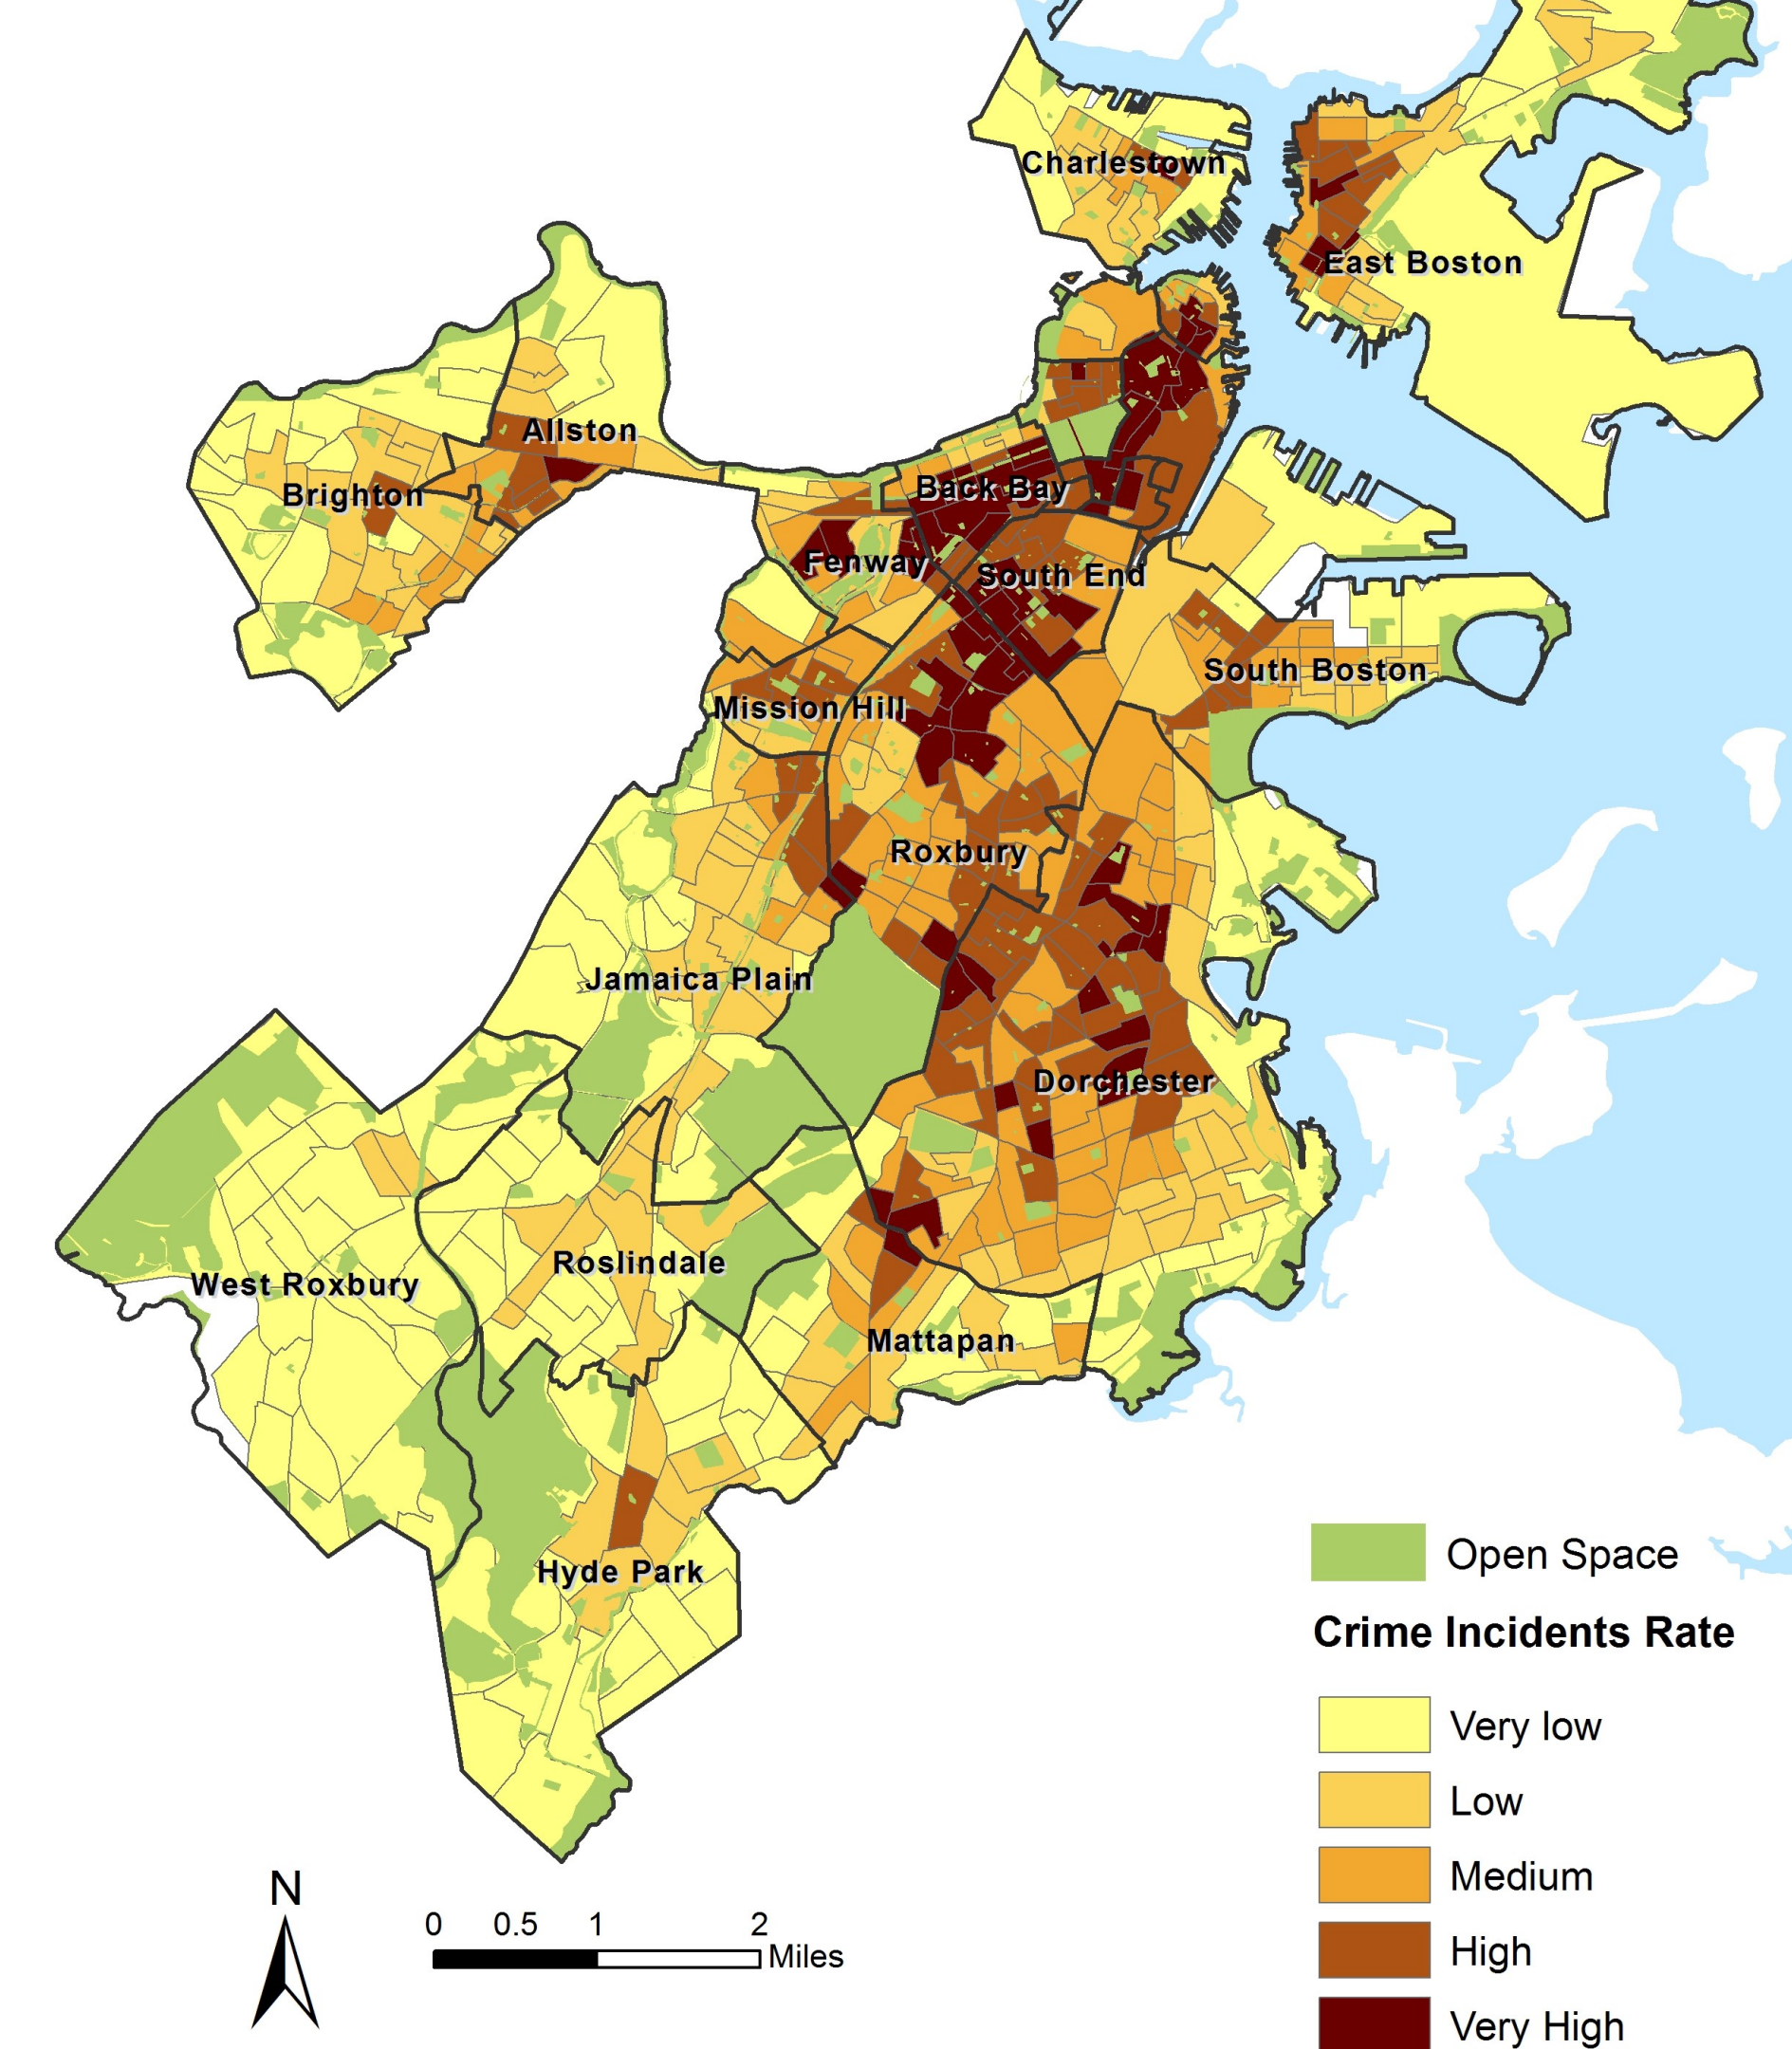 Charlestown
East Boston
Allston
Brighton
Back Bay
Fenway
South End
South Boston
Mission Hill
Roxbury
Jamaica Plain
Dorchester
Roslindale
West Roxbury
Mattapan
Hyde Park
Open Space
Crime Incidents Rate
Very low
Low
Medium
High
Very High
N
0 0.5 1 2
Miles